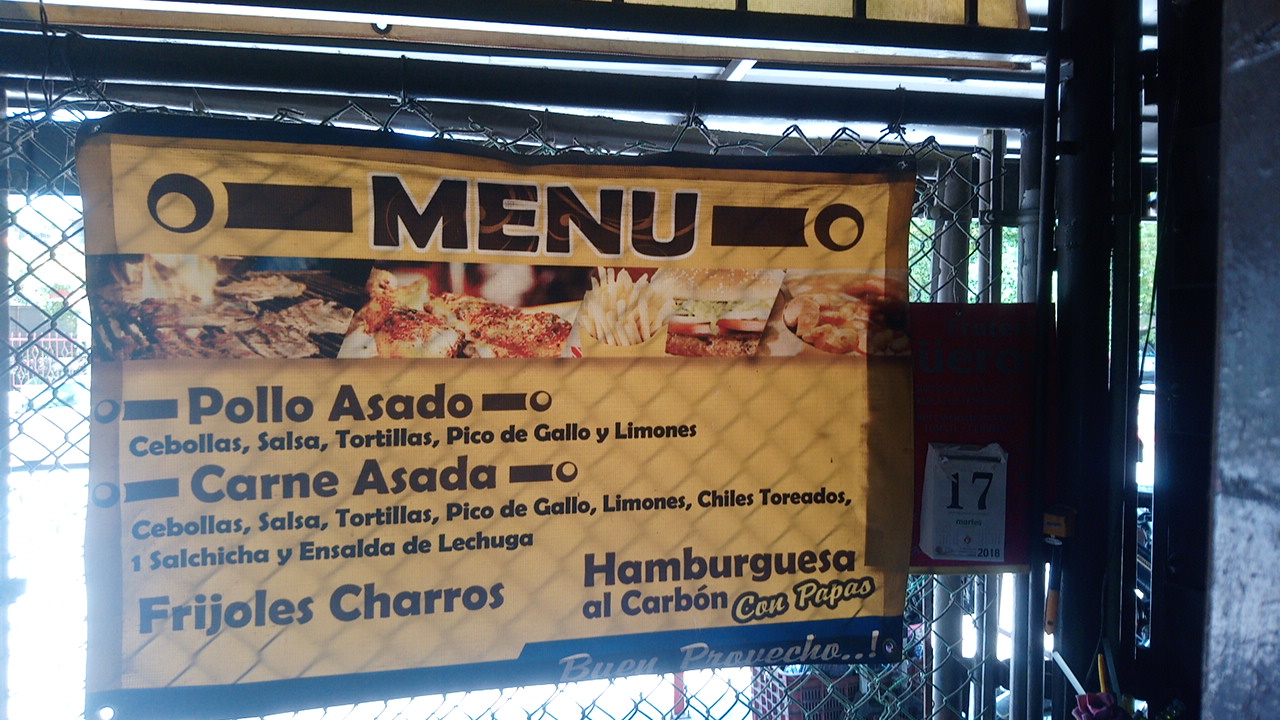 MENU
Pollo Asado
Cebollas, Salsa, Tortillas, Pico de Gallo y Limones
Carne Asada
Cebollas, Salsa, Tortillas, Pico de Gallo, Limones, Chiles Toreados,
1 Salchicha y Ensalda de Lechuga
Frijoles Charros
Hamburguesa
al Carbón Con Papas
Buen Provecho..!
17
martes
2018